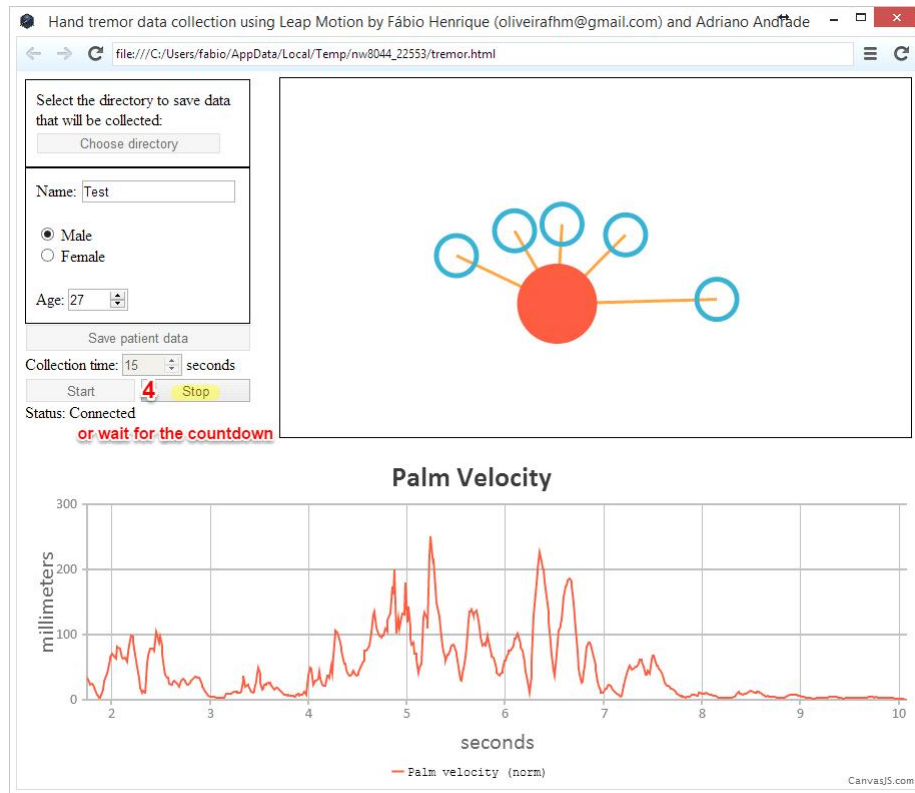 Hand tremor data collection using Leap Motion by Fábio Henrique (oliveirafhm@gmail.com) and Adriano Andrade
file:///C:/Users/fabio/AppData/Local/Temp/nw8044_22553/tremor.html
Select the directory to save data
that will be collected:
Choose directory
Name: Test
Male
Female
Age: 27
Save patient data
Collection time: 15 seconds
Start 4 Stop
Status: Connected
or wait for the countdown
Palm Velocity
300
200
100
0
millimeters
2 3 4 5 6 7 8 9 10
seconds
Palm velocity (norm)
CanvasJS.com